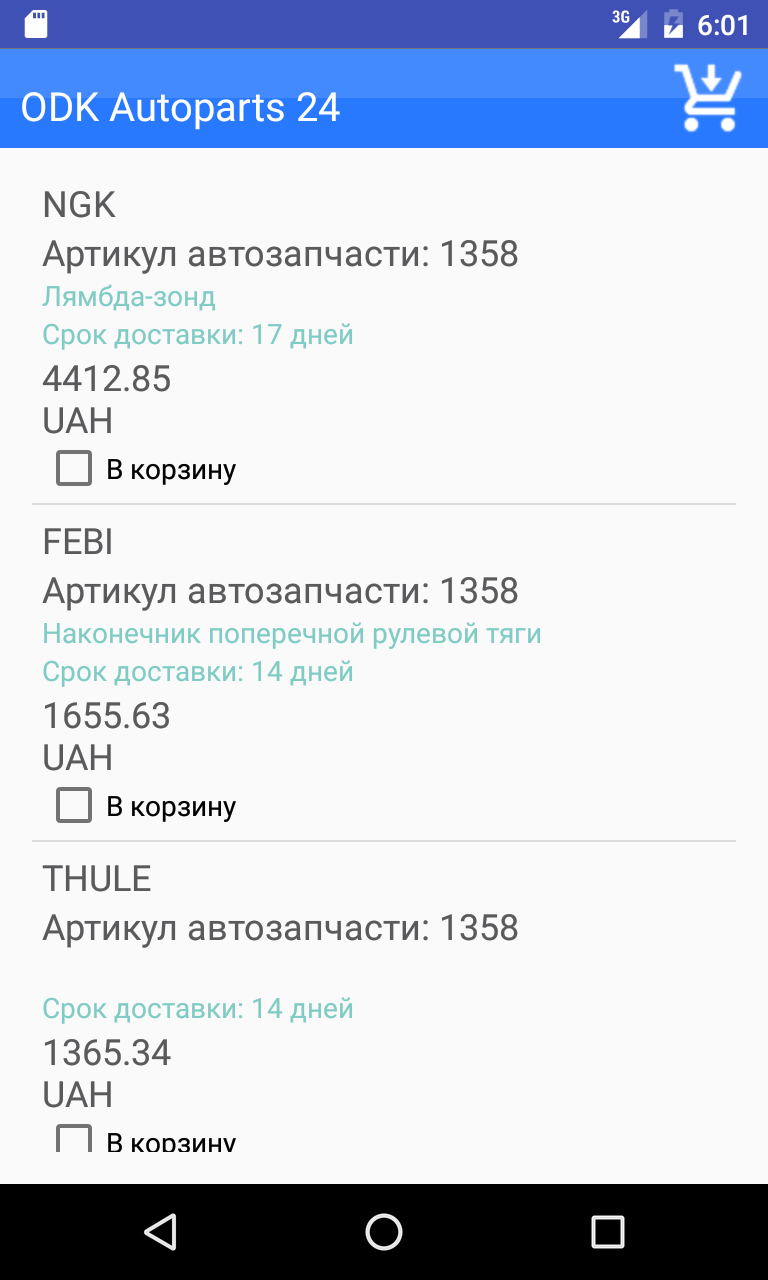 3G 6:01
ODK Autoparts 24
NGK
Артикул автозапчасти: 1358
Лямбда-зонд
Срок доставки: 17 дней
4412.85
UAH
В корзину
FEBI
Артикул автозапчасти: 1358
Наконечник поперечной рулевой тяги
Срок доставки: 14 дней
1655.63
UAH
В корзину
THULE
Артикул автозапчасти: 1358
Срок доставки: 14 дней
1365.34
UAH
В корзину